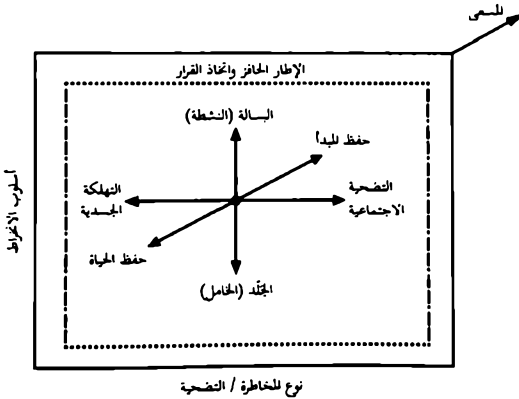 المسعى
الإطار الحافز واتخاذ القرار
البسالة (النشطة)
حفظ المبدأ
التضحية
الاجتماعية
التهلكة
الجسدية
أسلوب الانخراط
حفظ الحياة
الجَلَد (الخامل)
نوع المخاطرة / التضحية